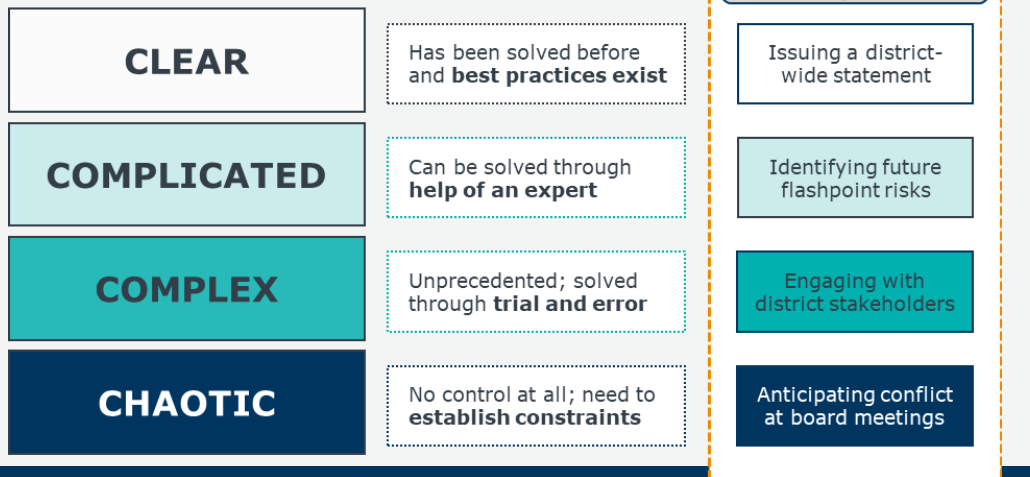 CLEAR
Has been solved before
and best practices exist
Issuing a district-
wide statement
COMPLICATED
Can be solved through
help of an expert
Identifying future
flashpoint risks
COMPLEX
Unprecedented; solved
through trial and error
Engaging with
district stakeholders
CHAOTIC
No control at all; need to
establish constraints
Anticipating conflict
at board meetings